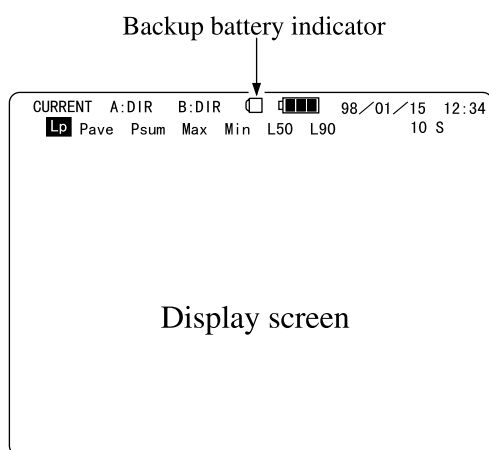 Backup battery indicator
CURRENT A:DIR B:DIR 98/01/15 12:34
Lp Pave Psum Max Min L50 L90 10 S
Display screen